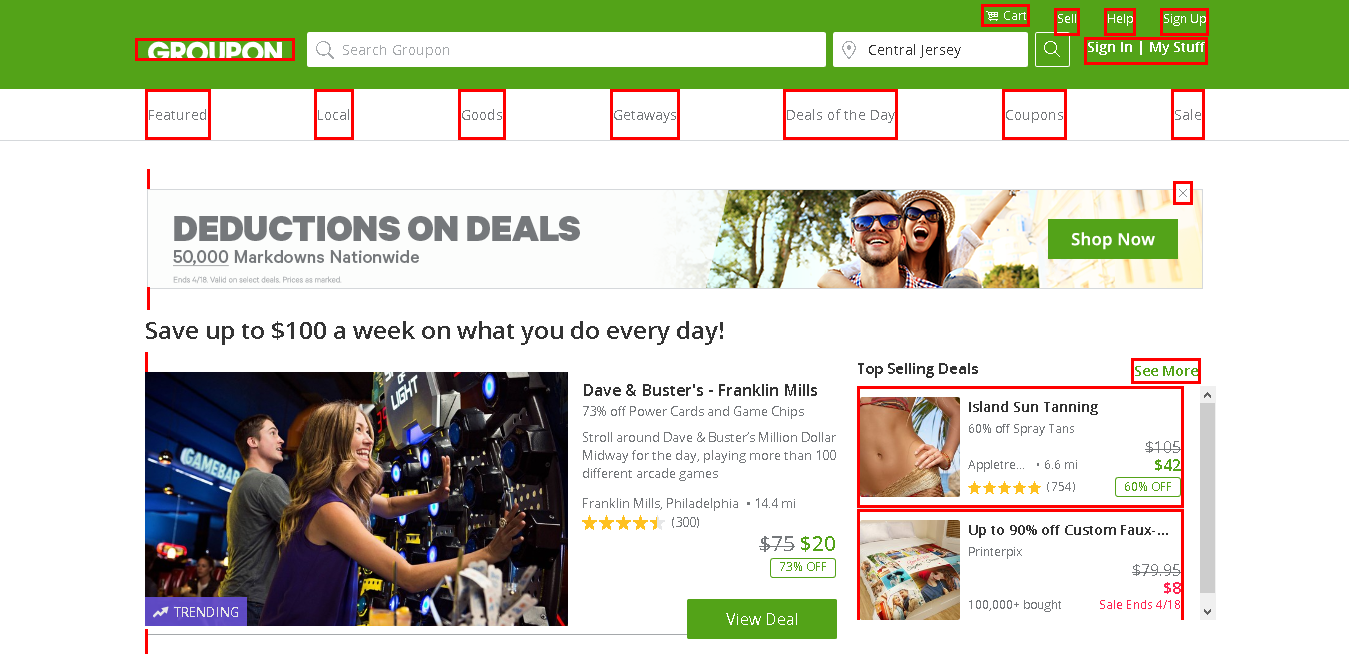 Cart
Sell
Help
Sign Up
GROUPON
Search Groupon
Central Jersey
Sign In | My Stuff
Featured
Local
Goods
Getaways
Deals of the Day
Coupons
Sale
DEDUCTIONS ON DEALS
50,000 Markdowns Nationwide
Ends 4/18. Valid on select deals. Prices as marked.
Shop Now
Save up to $100 a week on what you do every day!
GAMEBAR
OF
LIGHT
TRENDING
Dave & Buster's - Franklin Mills
73% off Power Cards and Game Chips
Stroll around Dave & Buster’s Million Dollar
Midway for the day, playing more than 100
different arcade games
Franklin Mills, Philadelphia • 14.4 mi
(300)
$75 $20
73% OFF
View Deal
Top Selling Deals
See More
Island Sun Tanning
60% off Spray Tans
$105
Appletre... • 6.6 mi
$42
(754)
60% OFF
Up to 90% off Custom Faux-...
Printerpix
$79.95
$8
100,000+ bought
Sale Ends 4/18